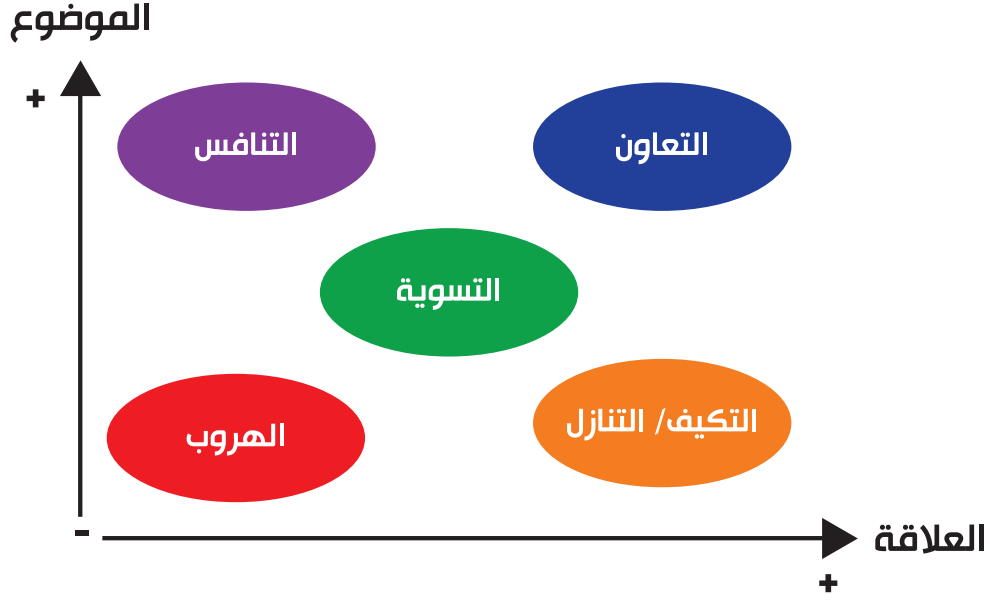 الموضوع
+
التعاون
التنافس
التسوية
التكيف/ التنازل
الهروب
-
العلاقة
+